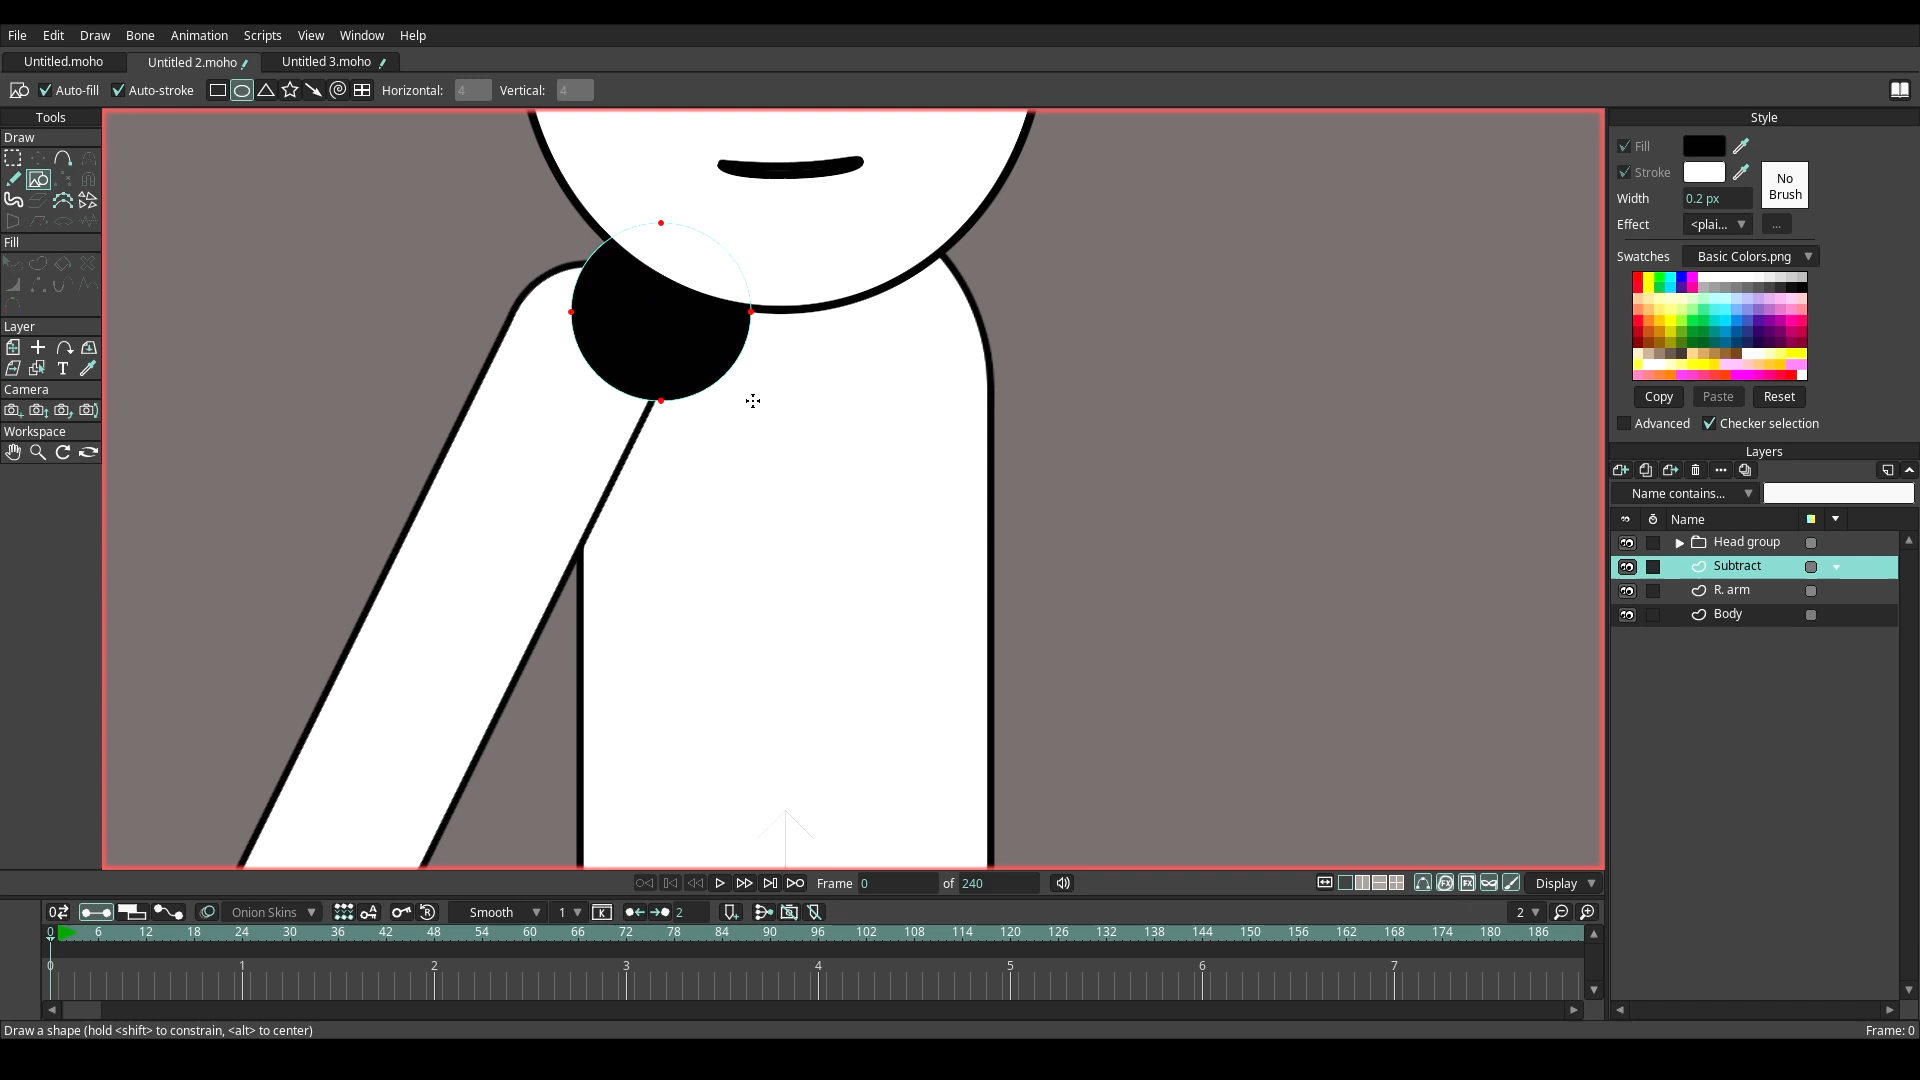 File Edit Draw Bone Animation Scripts View Window Help
Untitled.moho Untitled 2.moho Untitled 3.moho
Auto-fill Auto-stroke Horizontal: 4 Vertical: 4
Tools
Draw
Fill
Layer
T
Camera
Workspace
Style
Fill
Stroke
No Brush
Width 0.2 px
Effect <plai... ...
Swatches Basic Colors.png
Copy Paste Reset
Advanced Checker selection
Layers
Name contains...
Name
Head group
Subtract
R. arm
Body
Frame 0 of 240 Display
Onion Skins Smooth 1 K 2 2
0 6 12 18 24 30 36 42 48 54 60 66 72 78 84 90 96 102 108 114 120 126 132 138 144 150 156 162 168 174 180 186
0 1 2 3 4 5 6 7
Draw a shape (hold <shift> to constrain, <alt> to center) Frame: 0